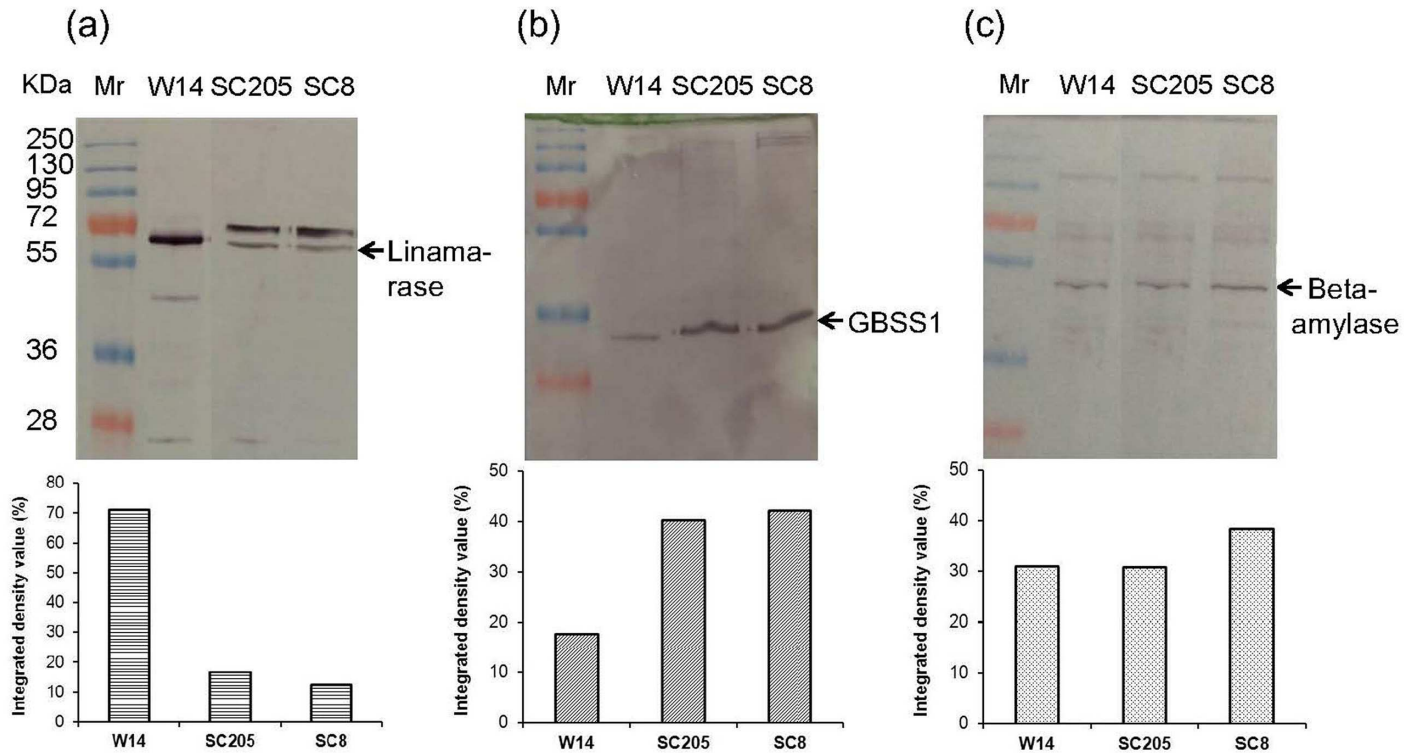 (a)
(b)
(c)
KDa Mr W14 SC205 SC8
Mr W14 SC205 SC8
Mr W14 SC205 SC8
250
130
95
72
55
36
28
Linama-
rase
GBSS1
Beta-
amylase
Integrated density value (%)
80
70
60
50
40
30
20
10
0
W14 SC205 SC8
Integrated density value (%)
50
40
30
20
10
0
W14 SC205 SC8
Integrated density value (%)
50
40
30
20
10
0
W14 SC205 SC8